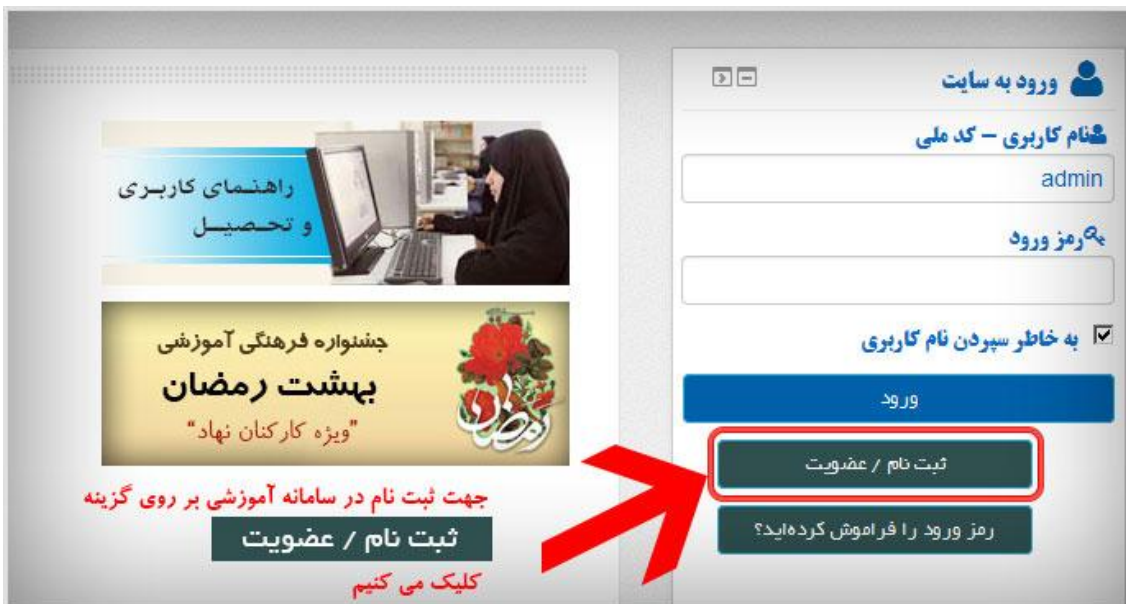 ورود به سایت
نام کاربری – کد ملی
admin
رمز ورود
به خاطر سپردن نام کاربری
ورود
ثبت نام / عضویت
رمز ورود را فراموش کرده‌اید؟
راهنمای کاربری
و تحصیل
جشنواره فرهنگی آموزشی
بهشت رمضان
"ویژه کارکنان نهاد"
رمضان
جهت ثبت نام در سامانه آموزشی بر روی گزینه
ثبت نام / عضویت
کلیک می کنیم